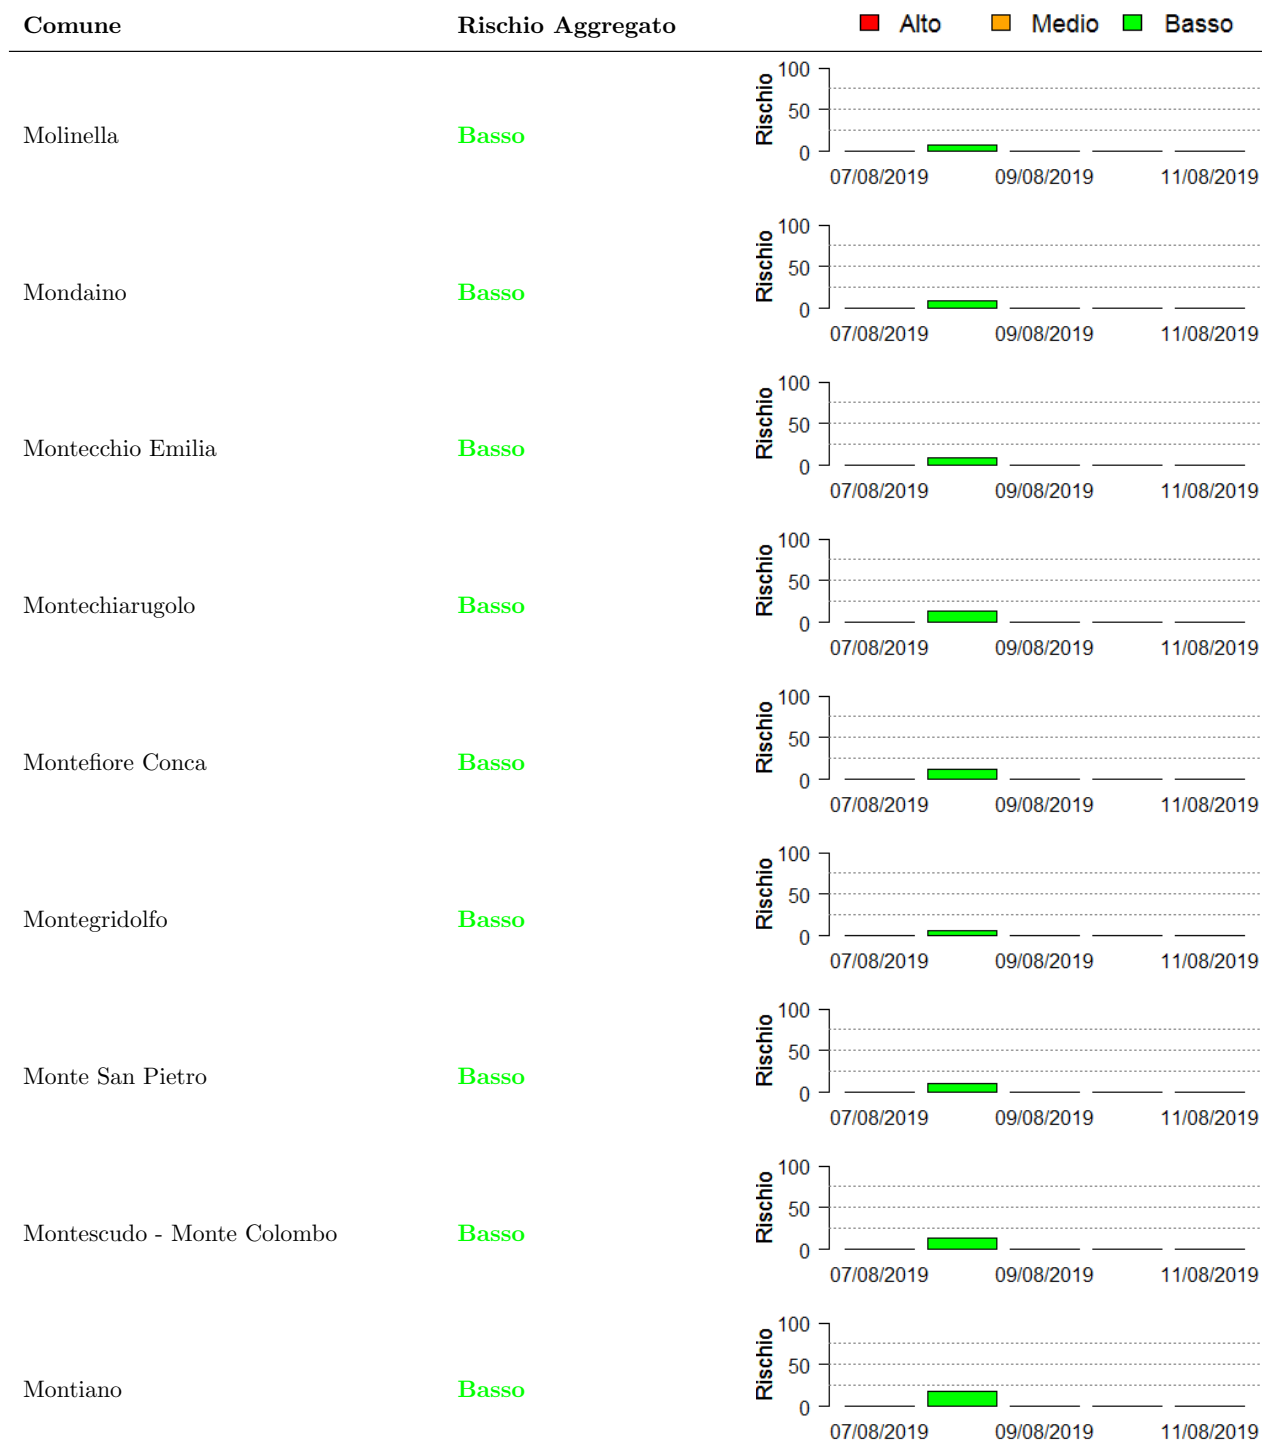 Comune Rischio Aggregato Alto Medio Basso
Molinella Basso Rischio 100 50 0
07/08/2019 09/08/2019 11/08/2019
Mondaino Basso Rischio 100 50 0
07/08/2019 09/08/2019 11/08/2019
Montecchio Emilia Basso Rischio 100 50 0
07/08/2019 09/08/2019 11/08/2019
Montechiarugolo Basso Rischio 100 50 0
07/08/2019 09/08/2019 11/08/2019
Montefiore Conca Basso Rischio 100 50 0
07/08/2019 09/08/2019 11/08/2019
Montegridolfo Basso Rischio 100 50 0
07/08/2019 09/08/2019 11/08/2019
Monte San Pietro Basso Rischio 100 50 0
07/08/2019 09/08/2019 11/08/2019
Montescudo - Monte Colombo Basso Rischio 100 50 0
07/08/2019 09/08/2019 11/08/2019
Montiano Basso Rischio 100 50 0
07/08/2019 09/08/2019 11/08/2019